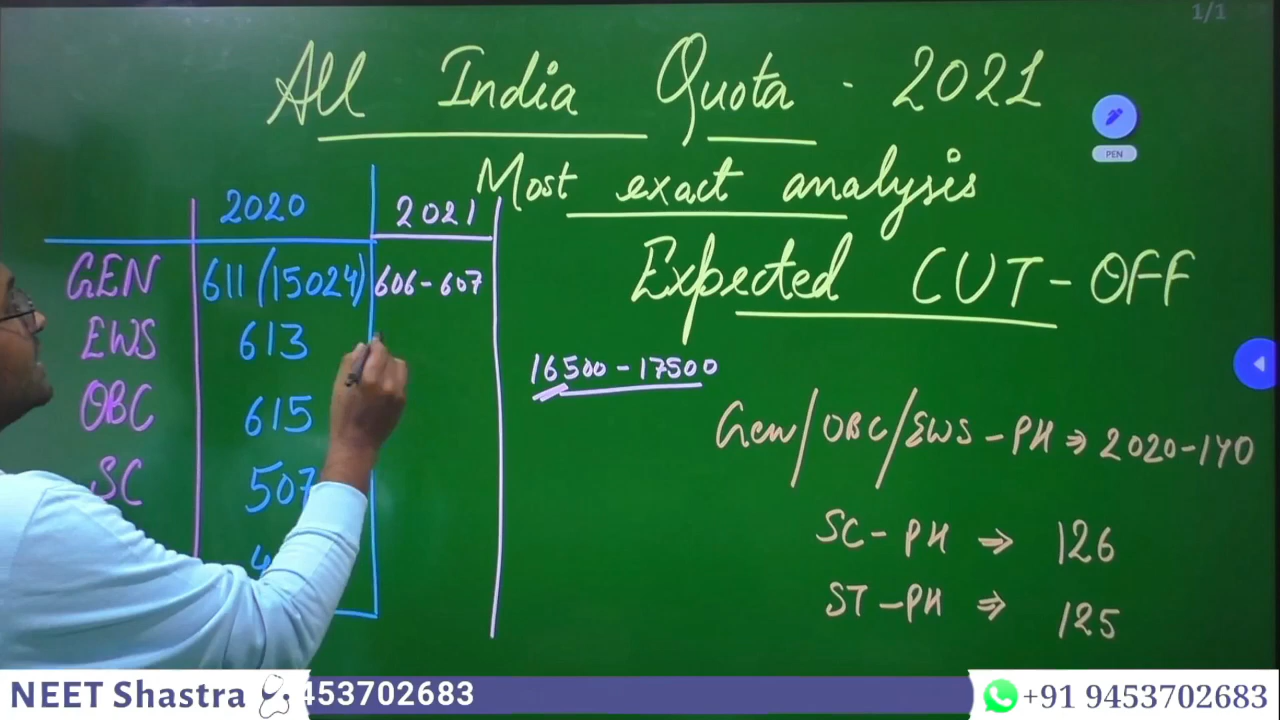 1/1
All India Quota - 2021
PEN
Most exact analysis
2020 2021
Expected CUT-OFF
GEN 611 (15024) 606-607
EWS 613
16500-17500
OBC 615
Gen/OBC/EWS-PH ⇒ 2020-140
SC 507
SC-PH ⇒ 126
ST-PH ⇒ 125
NEET Shastra 453702683 +91 9453702683